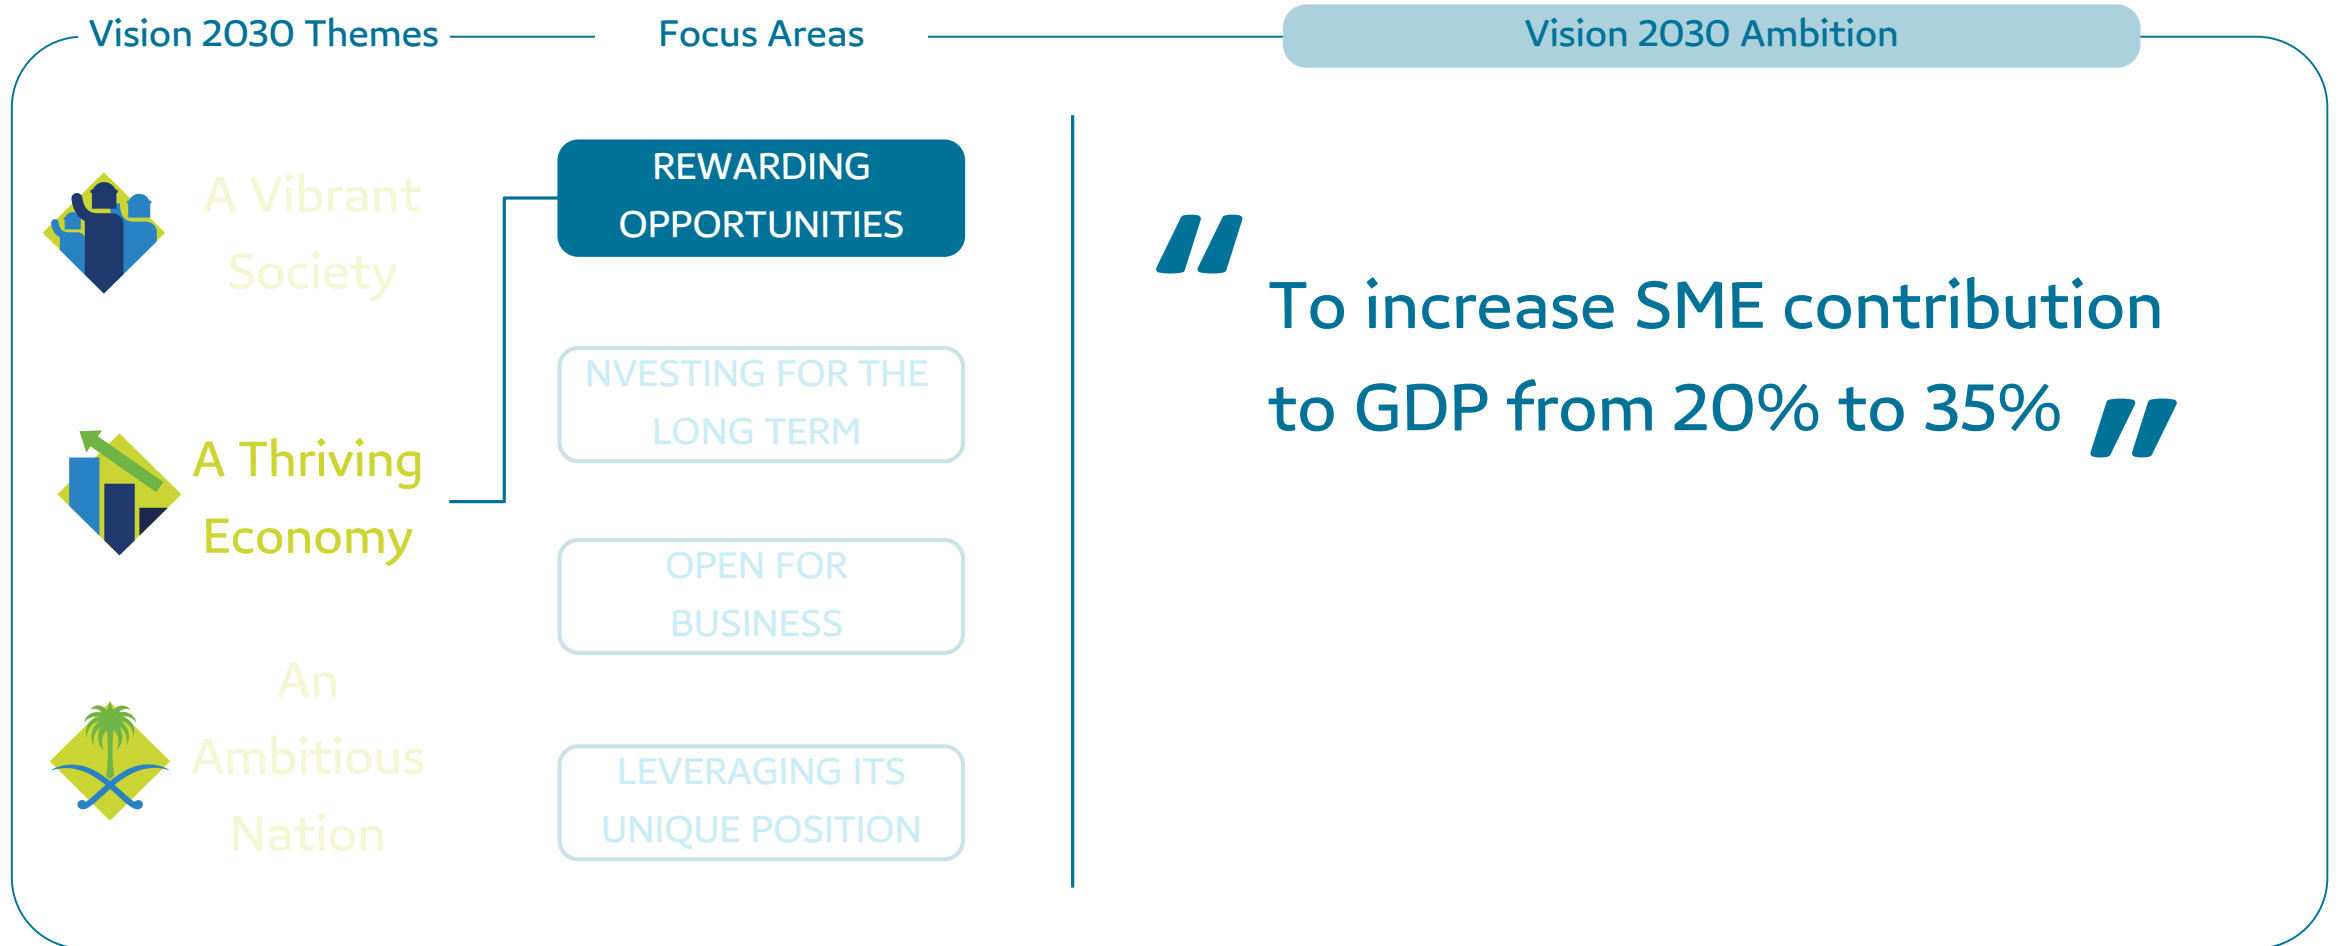 Vision 2030 Themes
Focus Areas
Vision 2030 Ambition
A Vibrant
Society
A Thriving
Economy
An
Ambitious
Nation
REWARDING
OPPORTUNITIES
NVESTING FOR THE
LONG TERM
OPEN FOR
BUSINESS
LEVERAGING ITS
UNIQUE POSITION
"To increase SME contribution
to GDP from 20% to 35%"